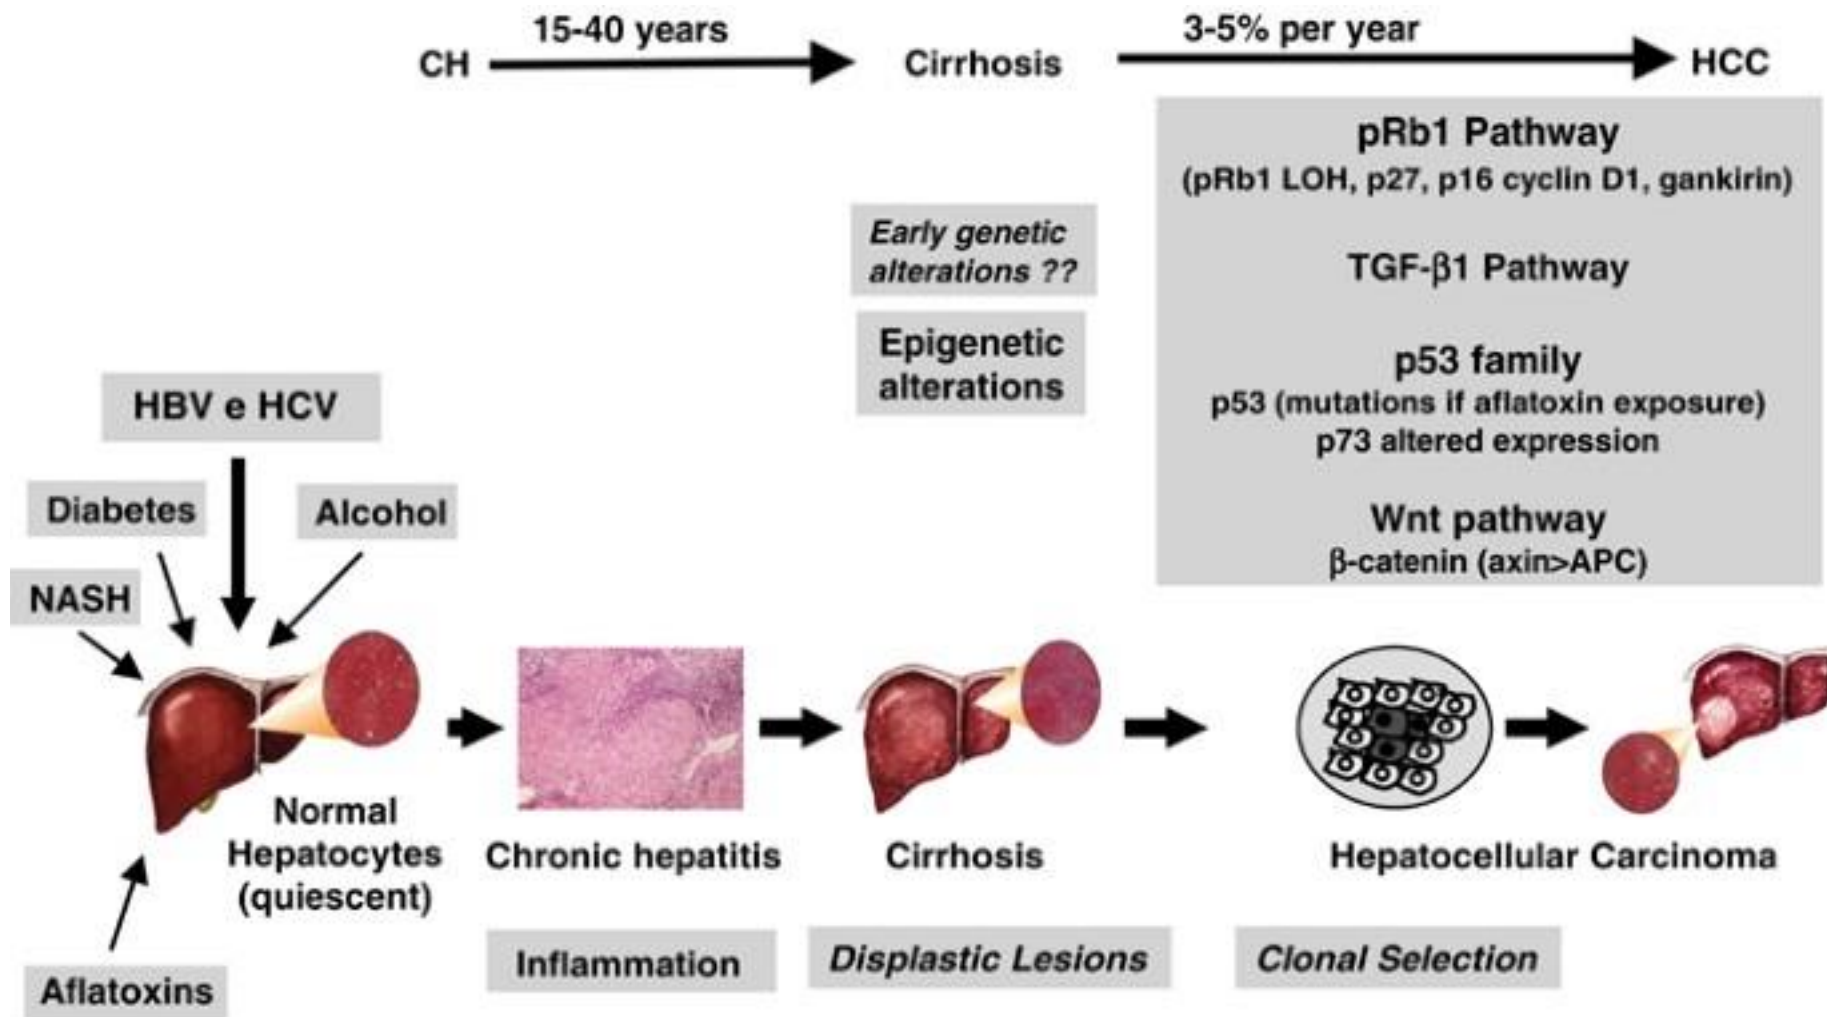 15-40 years
3-5% per year
CH
Cirrhosis
HCC
pRb1 Pathway
(pRb1 LOH, p27, p16 cyclin D1, gankirin)
Early genetic
alterations ??
TGF-β1 Pathway
Epigenetic
alterations
p53 family
p53 (mutations if aflatoxin exposure)
p73 altered expression
HBV e HCV
Wnt pathway
β-catenin (axin>APC)
Diabetes
Alcohol
NASH
Normal
Hepatocytes
(quiescent)
Chronic hepatitis
Cirrhosis
Hepatocellular Carcinoma
Aflatoxins
Inflammation
Displastic Lesions
Clonal Selection